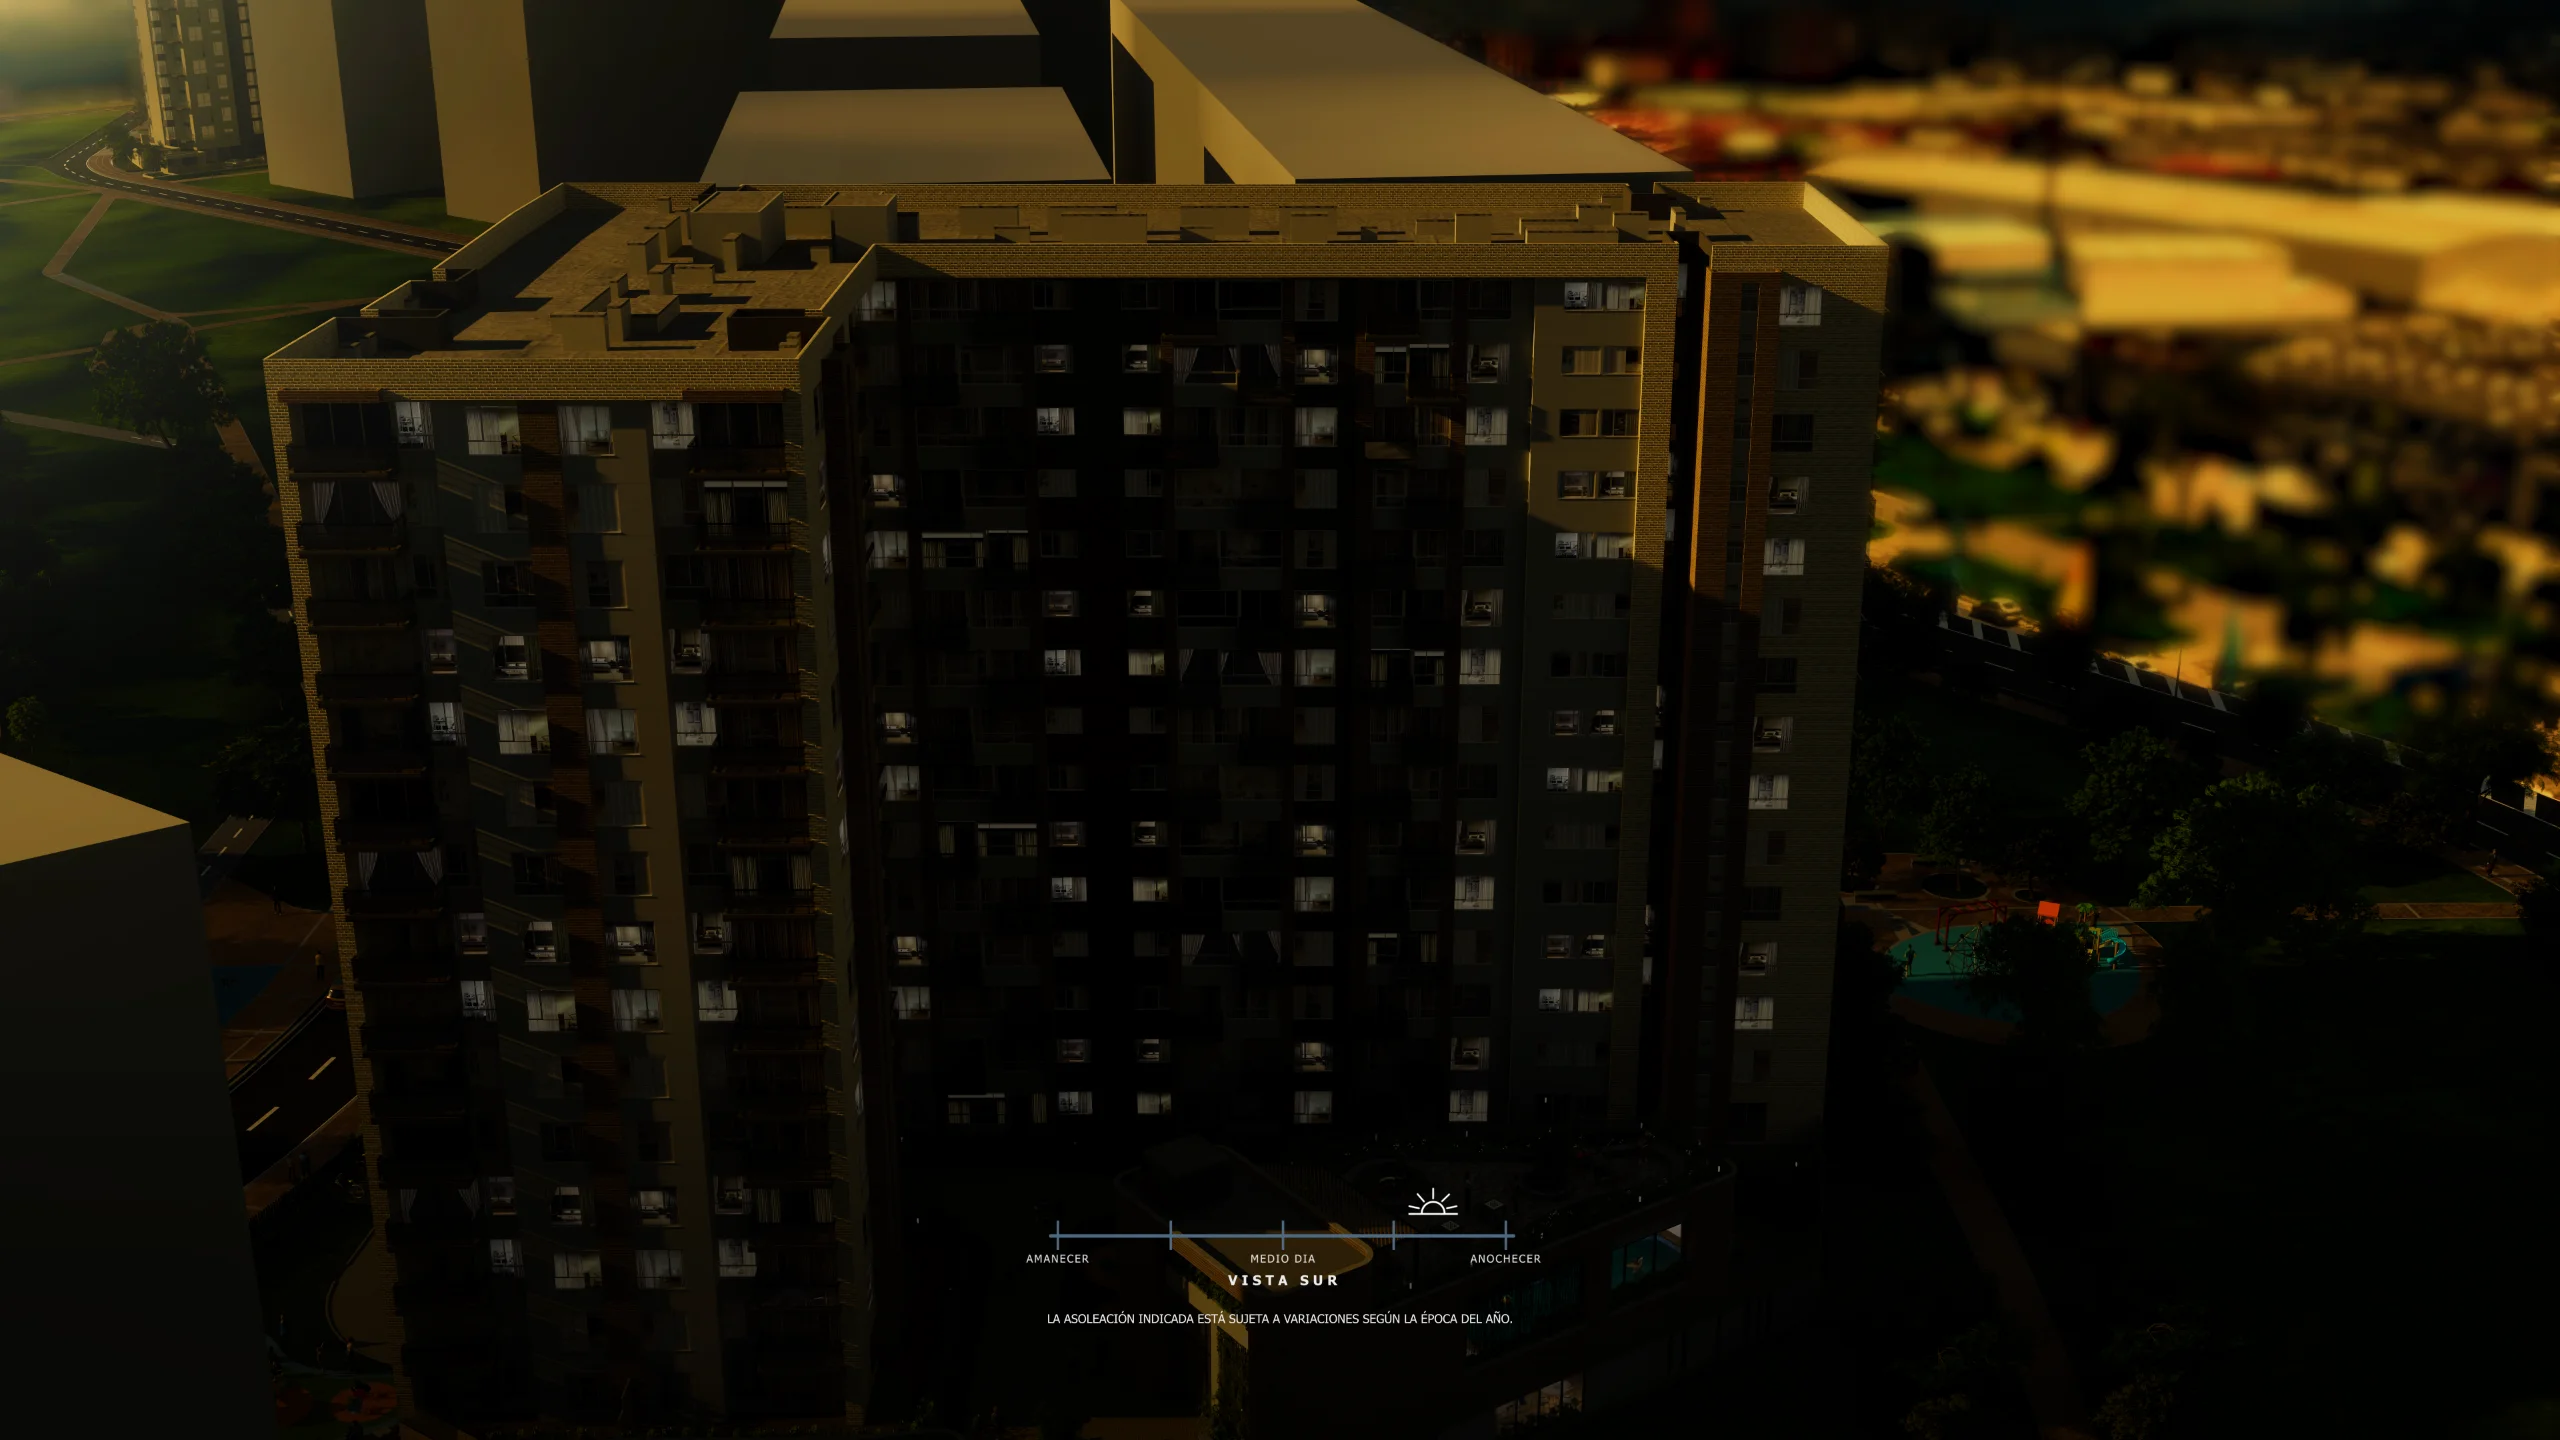 AMANECER
MEDIO DIA
ANOCHECER
VISTA SUR
LA ASOLEACIÓN INDICADA ESTÁ SUJETA A VARIACIONES SEGÚN LA ÉPOCA DEL AÑO.